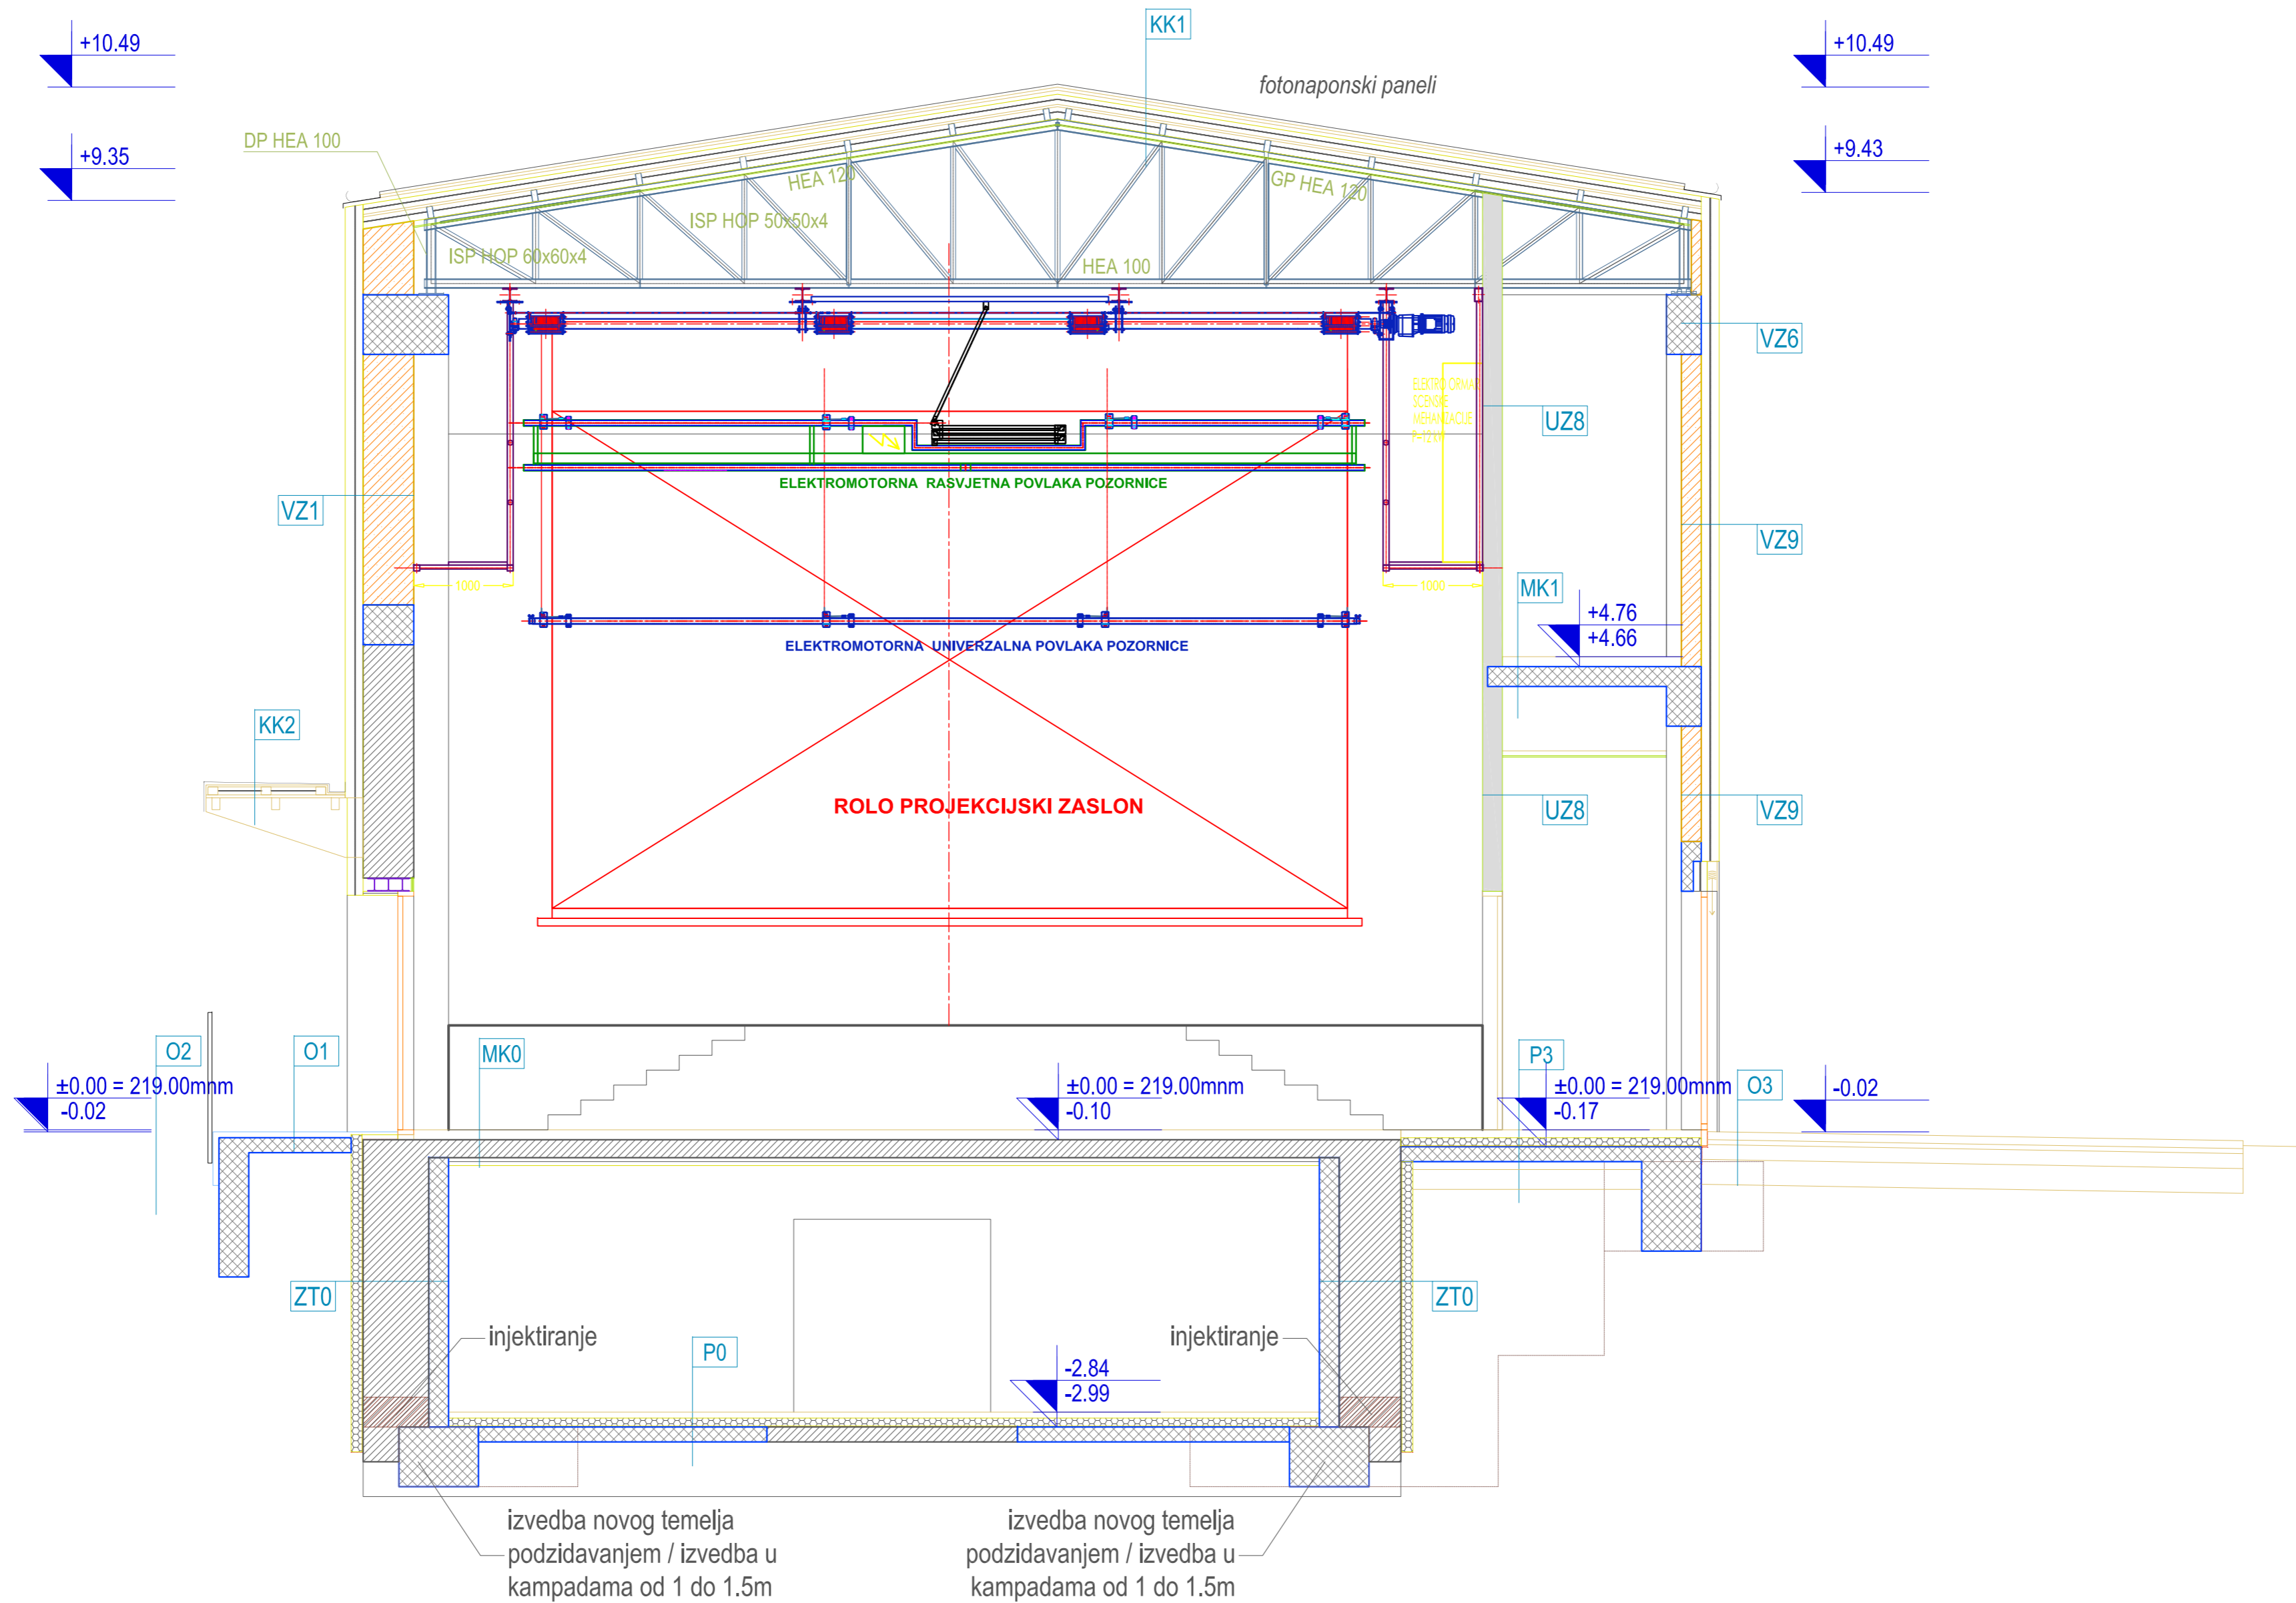 KK1
+10.49
+10.49
fotonaponski paneli
DP HEA 100
+9.35
+9.43
HEA 120
GP HEA 120
ISP HOP 50x50x4
ISP HOP 60x60x4
HEA 100
VZ6
ELEKTRO ORMAR
SCENSKE
MEHANIZACIJE
UZ8
ELEKTROMOTORNA RASVJETNA POVLAKA POZORNICE
VZ1
VZ9
1000
1000
MK1
+4.76
+4.66
ELEKTROMOTORNA UNIVERZALNA POVLAKA POZORNICE
KK2
ROLO PROJEKCIJSKI ZASLON
UZ8
VZ9
O2
O1
MK0
P3
±0.00 = 219.00mnm
-0.02
±0.00 = 219.00mnm
-0.10
±0.00 = 219.00mnm
-0.17
O3
-0.02
ZT0
ZT0
injektiranje
injektiranje
P0
-2.84
-2.99
izvedba novog temelja
podzidavanjem / izvedba u
kampadama od 1 do 1.5m
izvedba novog temelja
podzidavanjem / izvedba u
kampadama od 1 do 1.5m